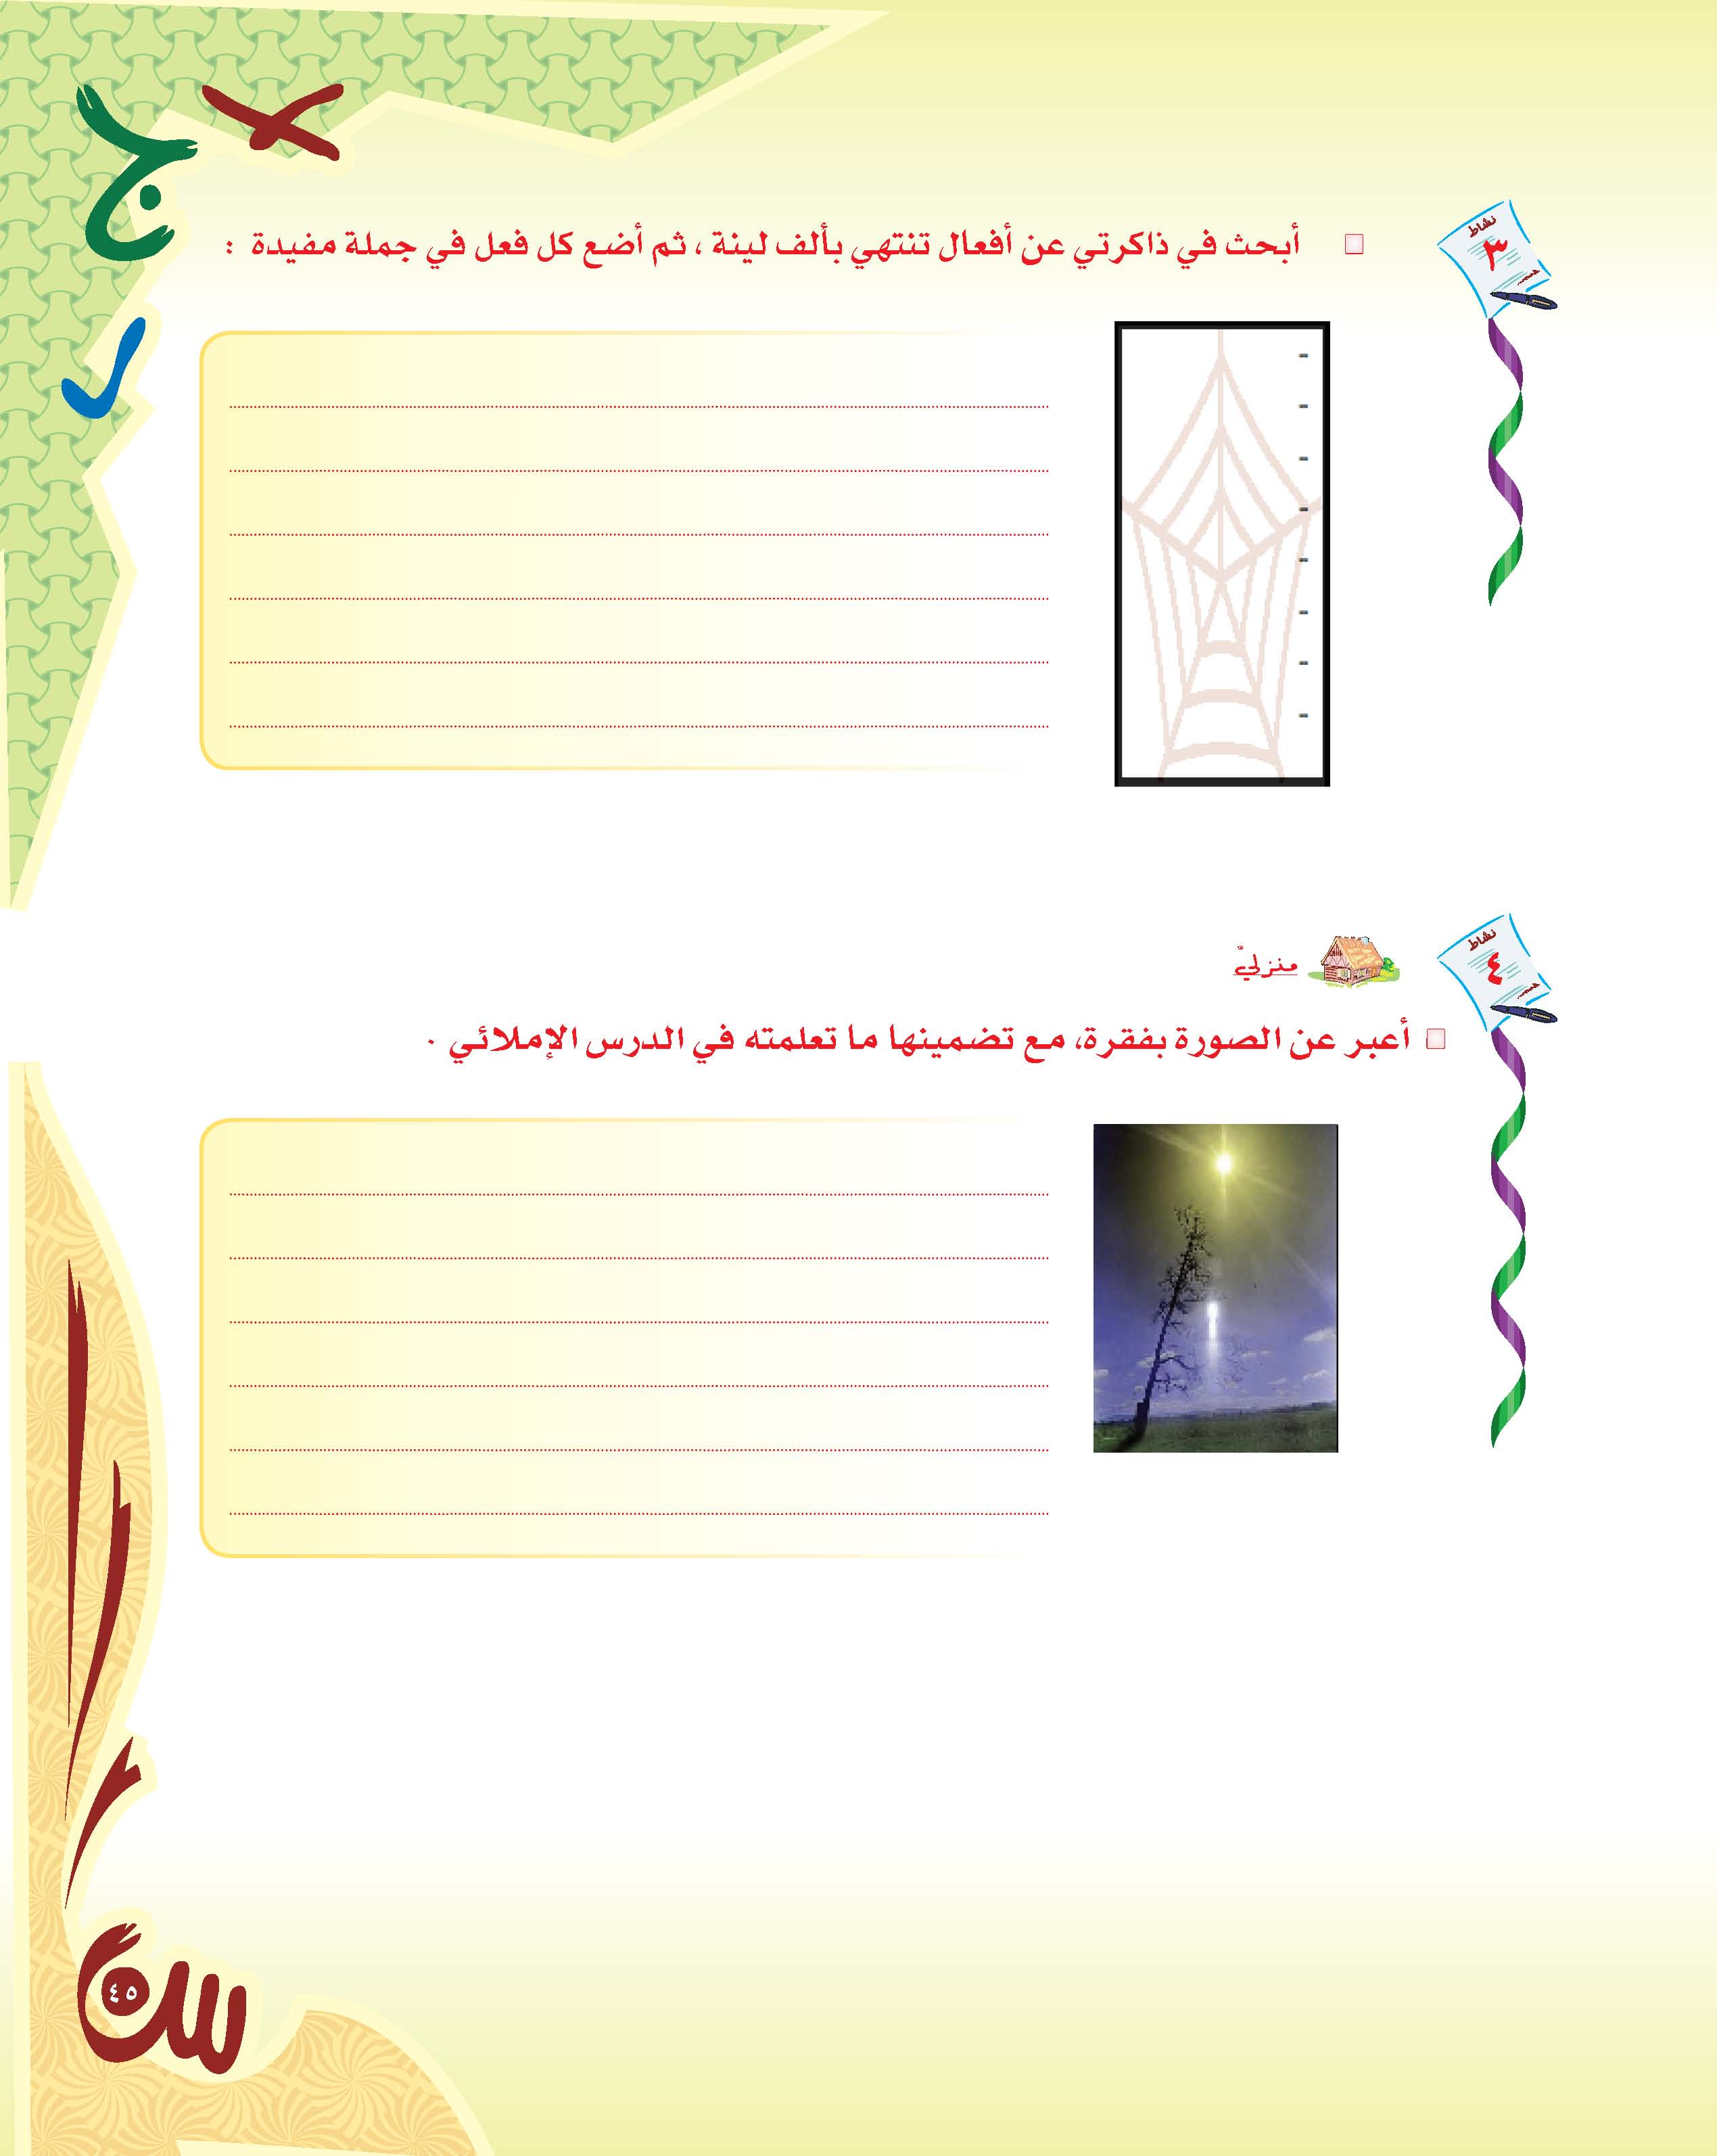 نشاط
٣
أبحث في ذاكرتي عن أفعال تنتهي بألف لينة ، ثم أضع كل فعل في جملة مفيدة :
-
-
-
-
-
-
-
-
نشاط
٤
منزليّ
أعبر عن الصورة بفقرة، مع تضمينها ما تعلمته في الدرس الإملائي .
٤٥